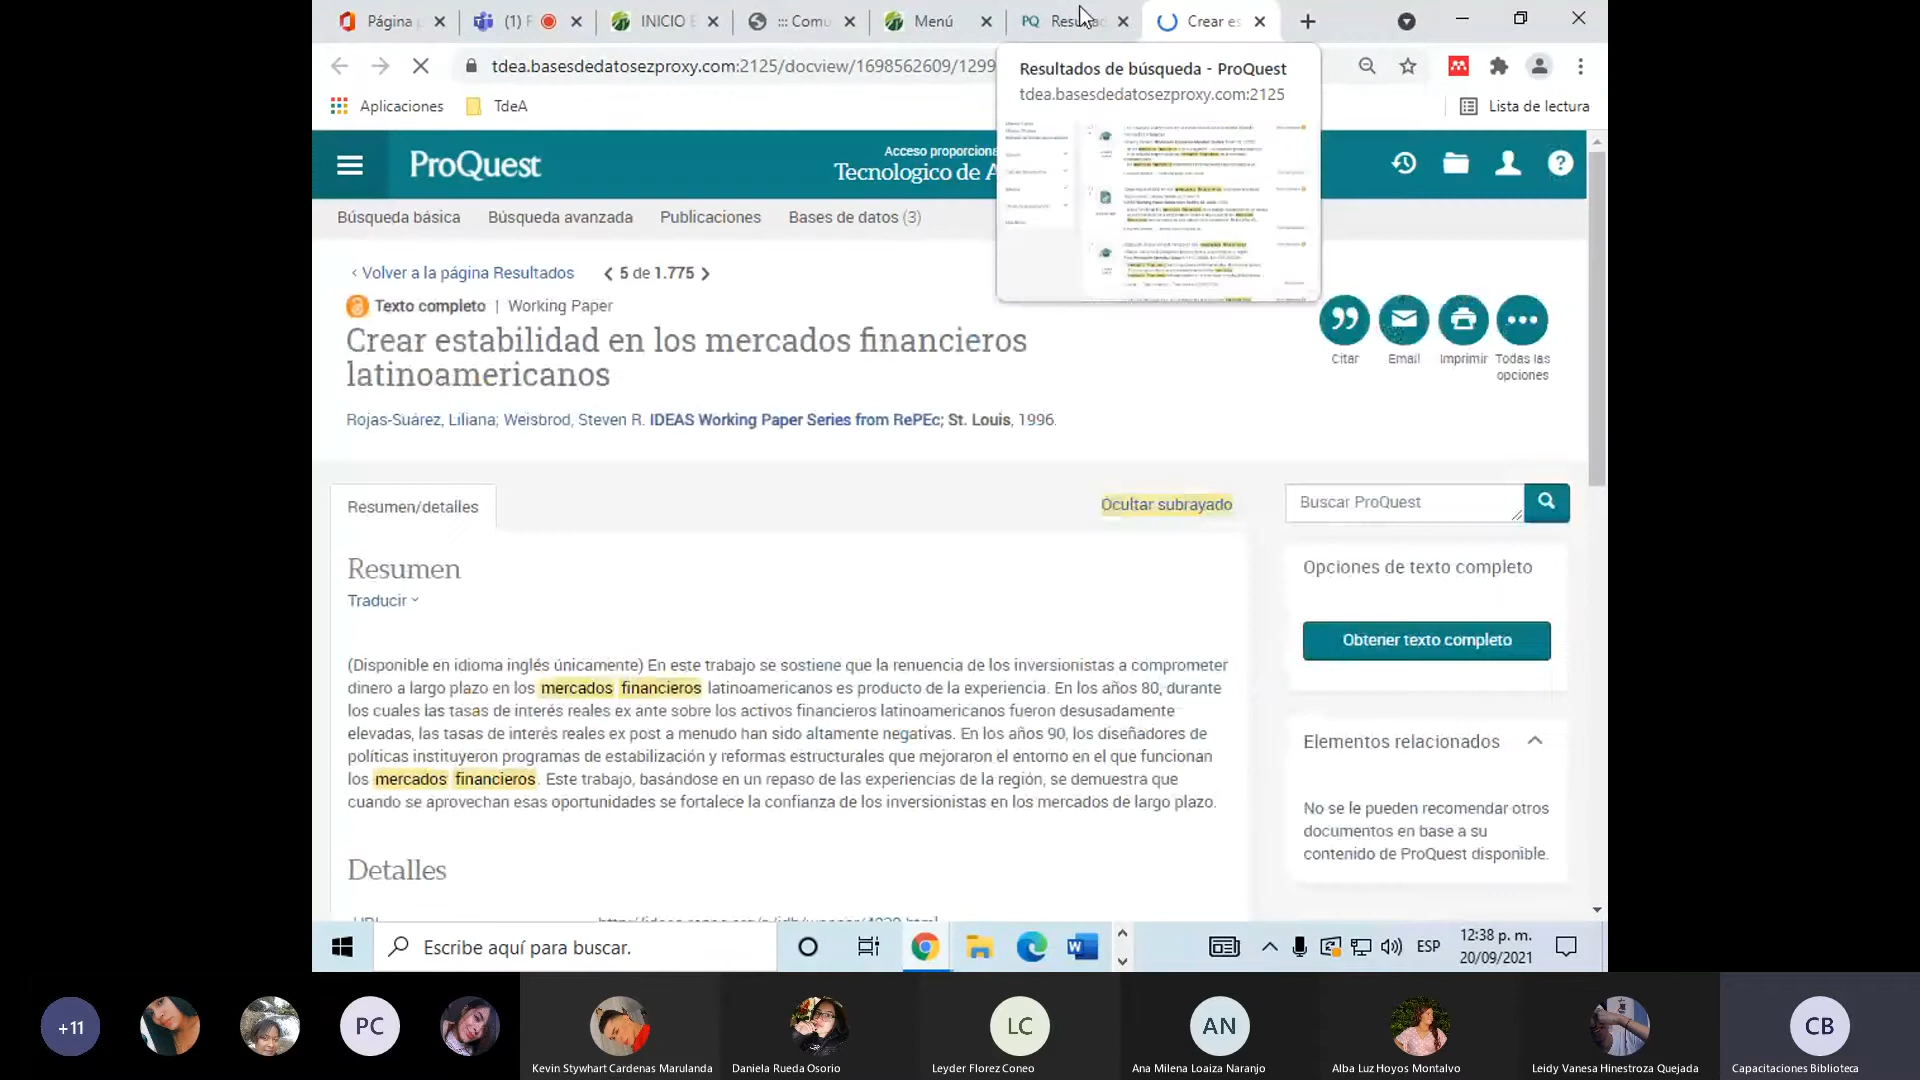 Página
(1)
INICIO
::: Comu
Menú
PQ
Crear es
tdea.basesdedatosezproxy.com:2125/docview/1698562609/1299
Resultados de búsqueda - ProQuest
tdea.basesdedatosezproxy.com:2125
Aplicaciones
TdeA
Lista de lectura
ProQuest
Acceso proporciona
Tecnologico de A
Búsqueda básica
Búsqueda avanzada
Publicaciones
Bases de datos (3)
‹ Volver a la página Resultados
5 de 1.775
Texto completo | Working Paper
Crear estabilidad en los mercados financieros
latinoamericanos
Rojas-Suárez, Liliana; Weisbrod, Steven R. IDEAS Working Paper Series from RePEc; St. Louis, 1996.
Citar
Email
Imprimir
Todas las
opciones
Resumen/detalles
Ocultar subrayado
Buscar ProQuest
Resumen
Traducir
(Disponible en idioma inglés únicamente) En este trabajo se sostiene que la renuencia de los inversionistas a comprometer
dinero a largo plazo en los mercados financieros latinoamericanos es producto de la experiencia. En los años 80, durante
los cuales las tasas de interés reales ex ante sobre los activos financieros latinoamericanos fueron desusadamente
elevadas, las tasas de interés reales ex post a menudo han sido altamente negativas. En los años 90, los diseñadores de
políticas instituyeron programas de estabilización y reformas estructurales que mejoraron el entorno en el que funcionan
los mercados financieros. Este trabajo, basándose en un repaso de las experiencias de la región, se demuestra que
cuando se aprovechan esas oportunidades se fortalece la confianza de los inversionistas en los mercados de largo plazo.
Detalles
Opciones de texto completo
Obtener texto completo
Elementos relacionados
No se le pueden recomendar otros
documentos en base a su
contenido de ProQuest disponible.
Escribe aquí para buscar.
ESP
12:38 p. m.
20/09/2021
+11
PC
LC
AN
CB
Kevin Stywhart Cardenas Marulanda
Daniela Rueda Osorio
Leyder Florez Coneo
Ana Milena Loaiza Naranjo
Alba Luz Hoyos Montalvo
Leidy Vanesa Hinestroza Quejada
Capacitaciones Biblioteca